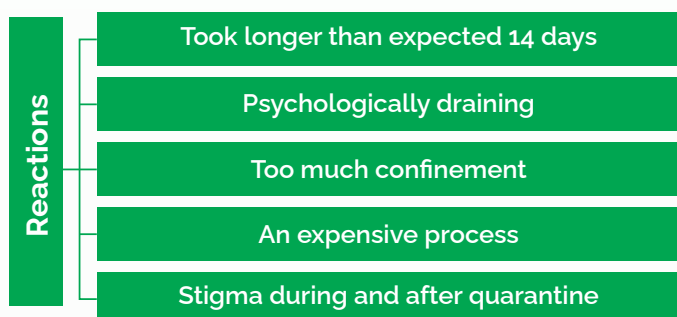 Reactions
Took longer than expected 14 days
Psychologically draining
Too much confinement
An expensive process
Stigma during and after quarantine